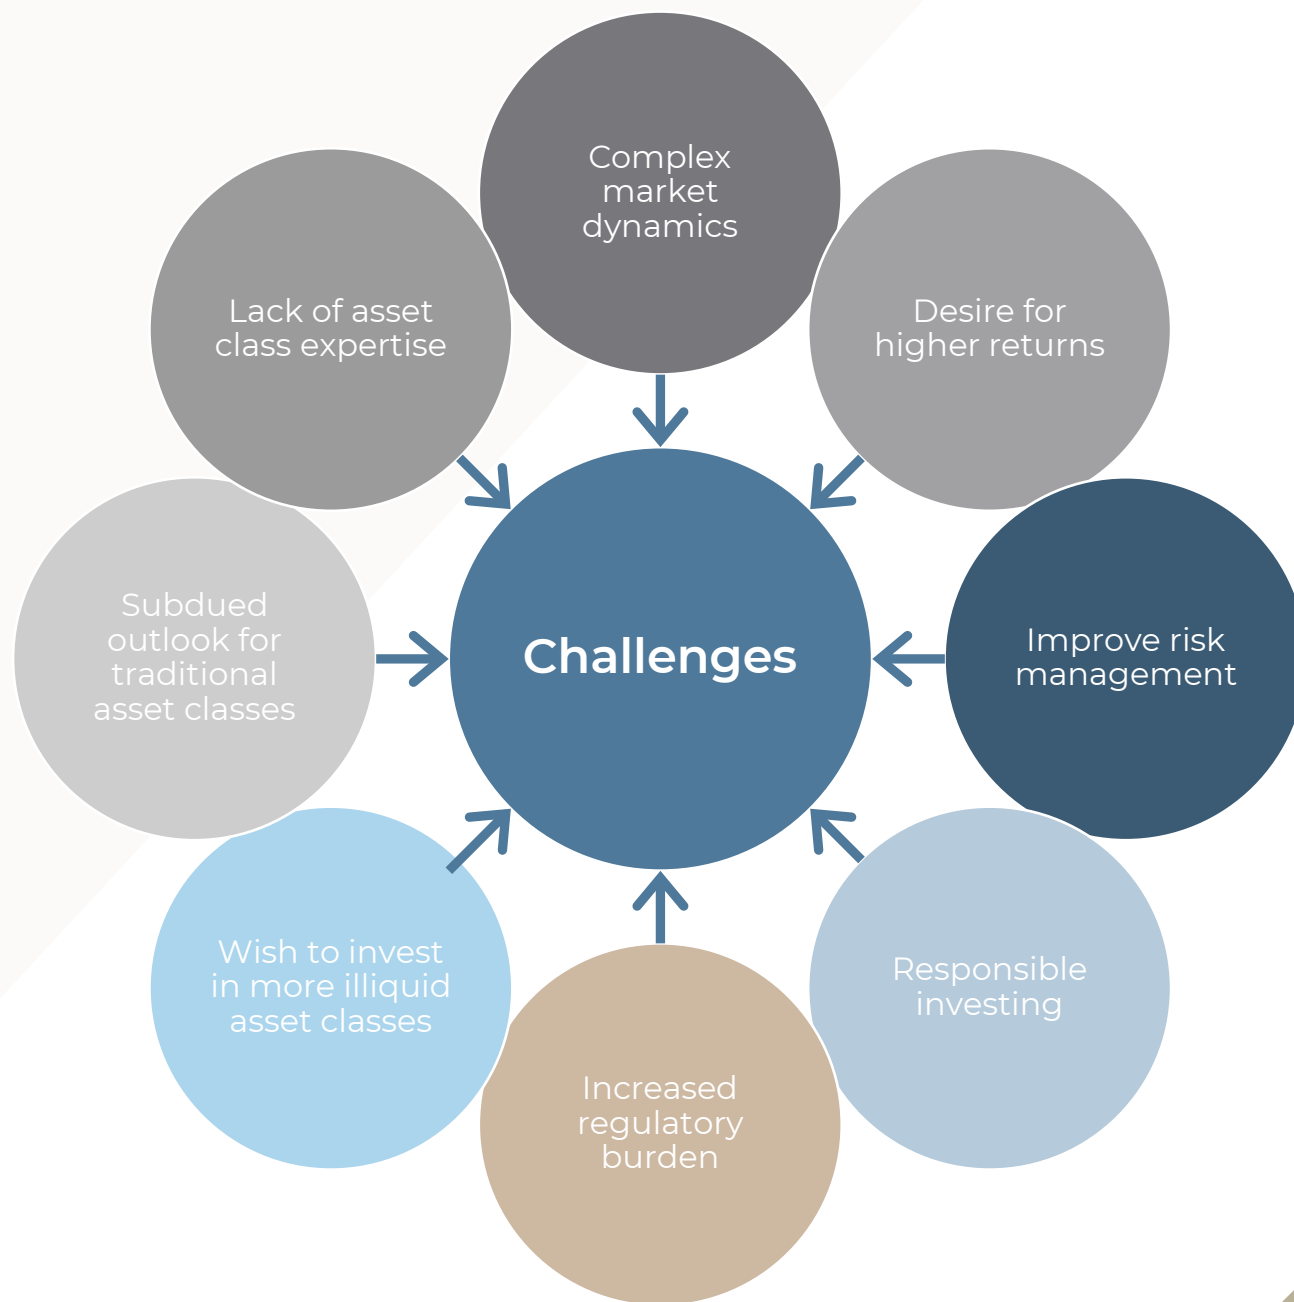 Complex
market
dynamics
Desire for
higher returns
Improve risk
management
Responsible
investing
Increased
regulatory
burden
Wish to invest
in more illiquid
asset classes
Subdued
outlook for
traditional
asset classes
Lack of asset
class expertise
Challenges